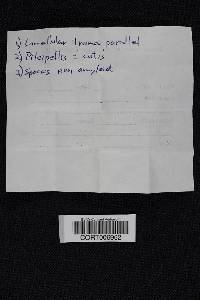 1) Lamellar trama parallel
2) Pileipellis = cutis
3) Spores non amyloid
CORT006962